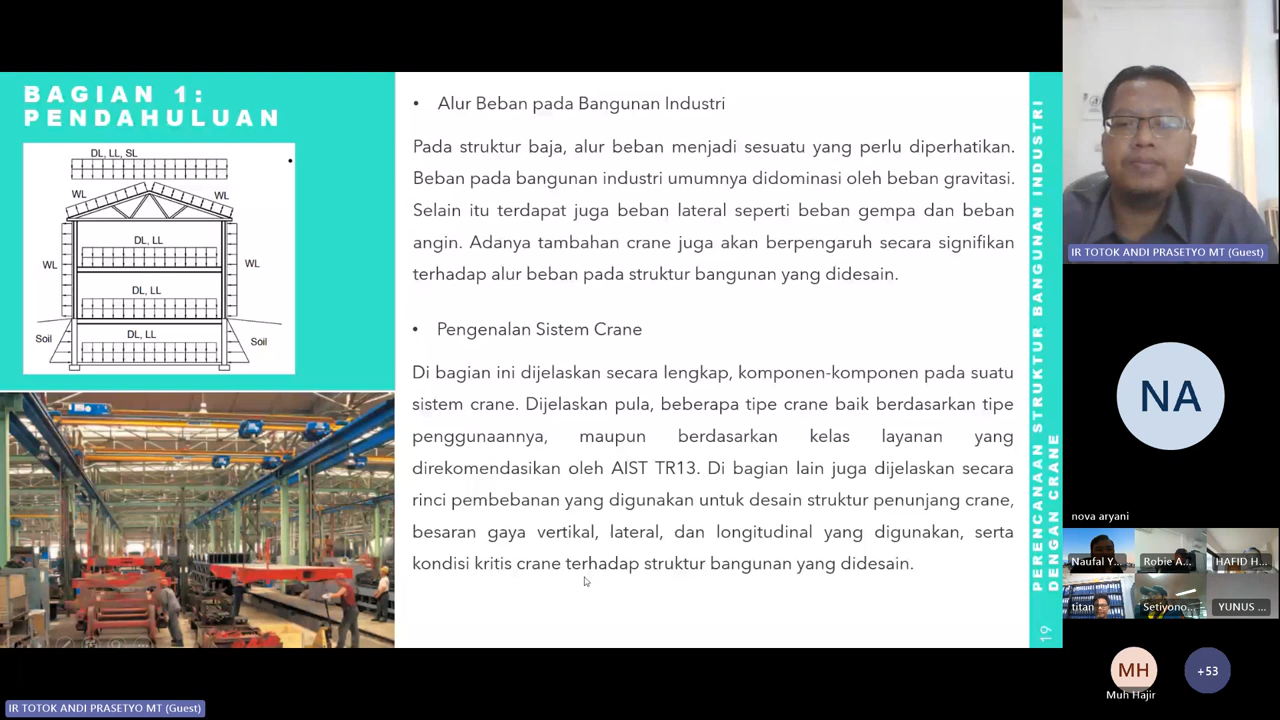 BAGIAN 1:
PENDAHULUAN
DL, LL, SL
WL
WL
DL, LL
WL
WL
DL, LL
Soil
DL, LL
Soil
• Alur Beban pada Bangunan Industri
Pada struktur baja, alur beban menjadi sesuatu yang perlu diperhatikan.
Beban pada bangunan industri umumnya didominasi oleh beban gravitasi.
Selain itu terdapat juga beban lateral seperti beban gempa dan beban
angin. Adanya tambahan crane juga akan berpengaruh secara signifikan
terhadap alur beban pada struktur bangunan yang didesain.
• Pengenalan Sistem Crane
Di bagian ini dijelaskan secara lengkap, komponen-komponen pada suatu
sistem crane. Dijelaskan pula, beberapa tipe crane baik berdasarkan tipe
penggunaannya, maupun berdasarkan kelas layanan yang
direkomendasikan oleh AIST TR13. Di bagian lain juga dijelaskan secara
rinci pembebanan yang digunakan untuk desain struktur penunjang crane,
besaran gaya vertikal, lateral, dan longitudinal yang digunakan, serta
kondisi kritis crane terhadap struktur bangunan yang didesain.
PERENCANAAN STRUKTUR BANGUNAN INDUSTRI
DENGAN CRANE
19
IR TOTOK ANDI PRASETYO MT (Guest)
NA
nova aryani
Naufal Y...
Robie A...
HAFID H...
titan
Setiyono...
YUNUS ...
MH
+53
Muh Hajir
IR TOTOK ANDI PRASETYO MT (Guest)